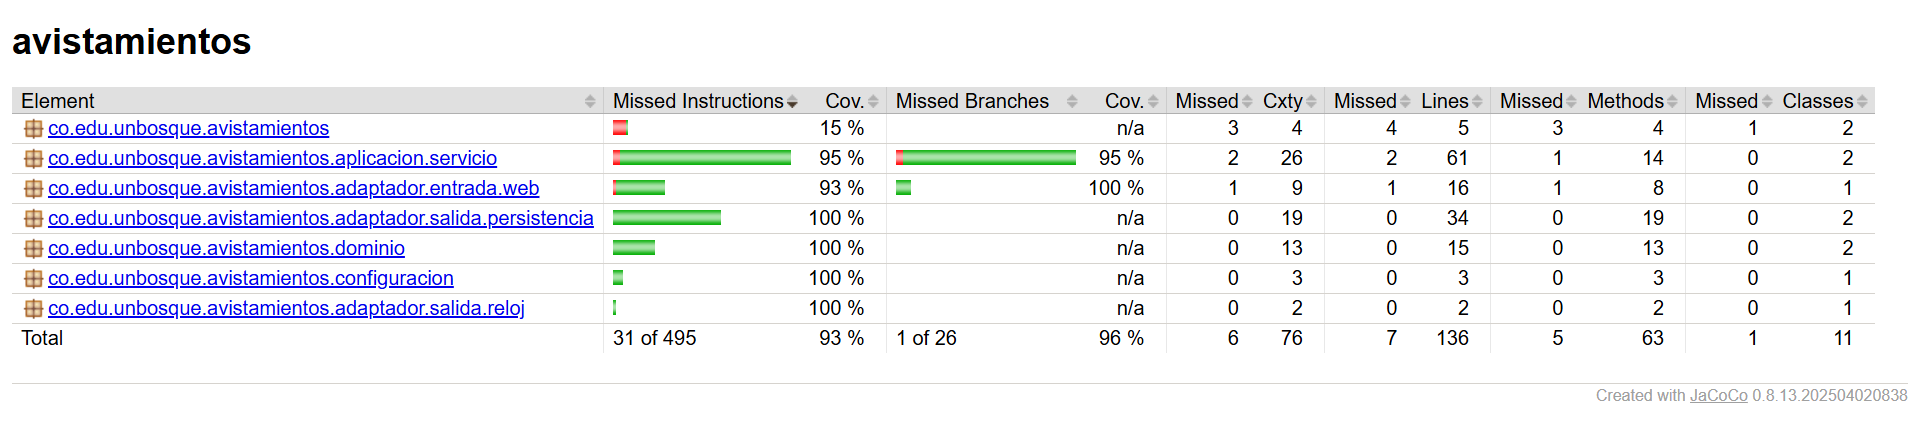 avistamientos
Element Missed Instructions Cov. Missed Branches Cov. Missed Cxty Missed Lines Missed Methods Missed Classes
co.edu.unbosque.avistamientos 15 % n/a 3 4 4 5 3 4 1 2
co.edu.unbosque.avistamientos.aplicacion.servicio 95 % 95 % 2 26 2 61 1 14 0 2
co.edu.unbosque.avistamientos.adaptador.entrada.web 93 % 100 % 1 9 1 16 1 8 0 1
co.edu.unbosque.avistamientos.adaptador.salida.persistencia 100 % n/a 0 19 0 34 0 19 0 2
co.edu.unbosque.avistamientos.dominio 100 % n/a 0 13 0 15 0 13 0 2
co.edu.unbosque.avistamientos.configuracion 100 % n/a 0 3 0 3 0 3 0 1
co.edu.unbosque.avistamientos.adaptador.salida.reloj 100 % n/a 0 2 0 2 0 2 0 1
Total 31 of 495 93 % 1 of 26 96 % 6 76 7 136 5 63 1 11
Created with JaCoCo 0.8.13.202504020838